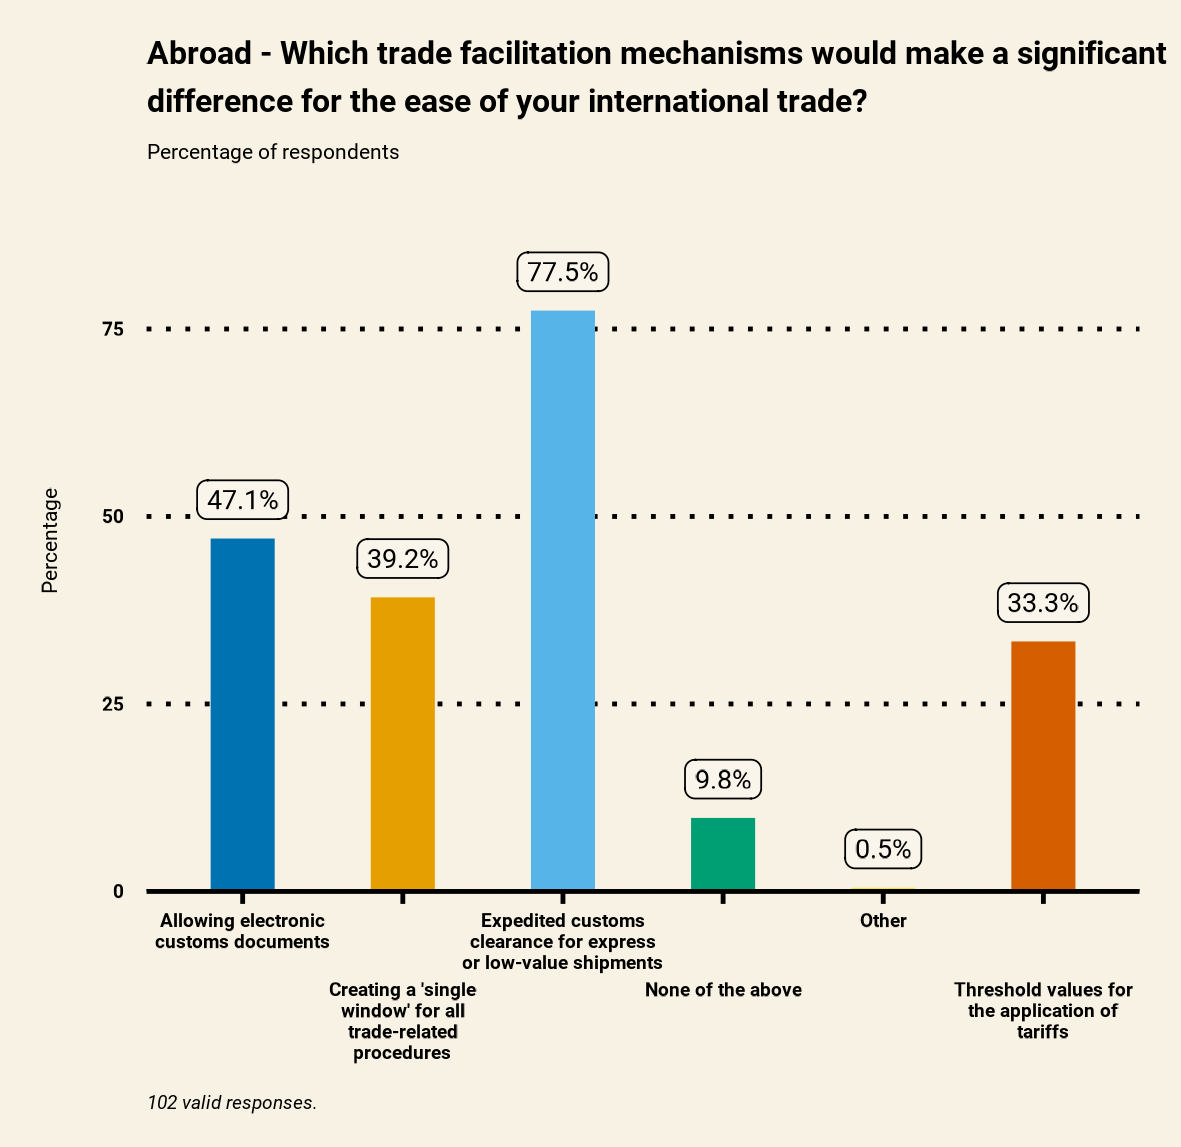 Abroad - Which trade facilitation mechanisms would make a significant
difference for the ease of your international trade?
Percentage of respondents
77.5%
75
47.1%
50
39.2%
33.3%
25
9.8%
0.5%
0
Percentage
Allowing electronic
customs documents
Creating a 'single
window' for all
trade-related
procedures
Expedited customs
clearance for express
or low-value shipments
None of the above
Other
Threshold values for
the application of
tariffs
102 valid responses.